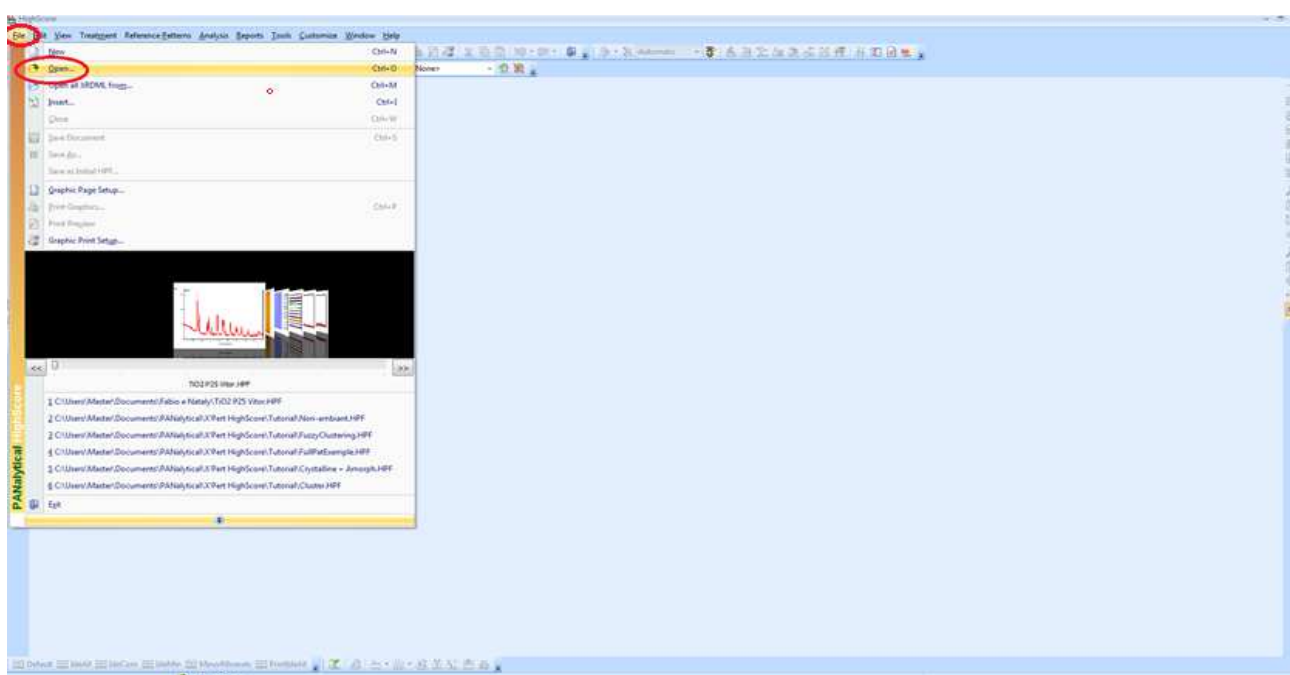 HighScore
File Edit View Treatment Reference Patterns Analysis Reports Tools Customize Window Help
New Ctrl+N
Open... Ctrl+O
Open all XRDML from... Ctrl+M
Insert... Ctrl+I
Close Ctrl+W
Save Document Ctrl+S
Save As...
Save as Initial HPF...
Graphic Page Setup...
Print Graphics... Ctrl+P
Print Preview
Graphic Print Setup...
<< >>
TiO2 P25 Vitor.HPF
1 C:\Users\Master\Documents\Fabio e Nataly\TiO2 P25 Vitor.HPF
2 C:\Users\Master\Documents\PANalytical\X'Pert HighScore\Tutorial\Non-ambiant.HPF
3 C:\Users\Master\Documents\PANalytical\X'Pert HighScore\Tutorial\FuzzyClustering.HPF
4 C:\Users\Master\Documents\PANalytical\X'Pert HighScore\Tutorial\FullPatExemple.HPF
5 C:\Users\Master\Documents\PANalytical\X'Pert HighScore\Tutorial\Crystalline + Amorph.HPF
6 C:\Users\Master\Documents\PANalytical\X'Pert HighScore\Tutorial\Cluster.HPF
Exit
PANalytical HighScore
Automatic
Default